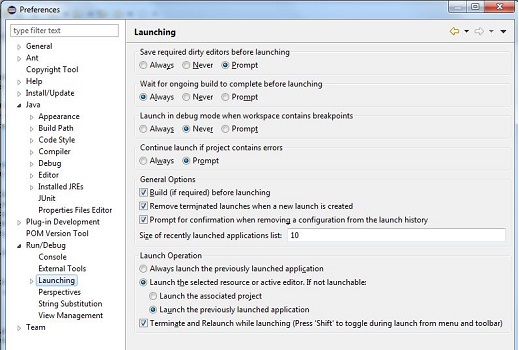 Preferences
type filter text
General
Ant
Copyright Tool
Help
Install/Update
Java
Appearance
Build Path
Code Style
Compiler
Debug
Editor
Installed JREs
JUnit
Properties Files Editor
Plug-in Development
POM Version Tool
Run/Debug
Console
External Tools
Launching
Perspectives
String Substitution
View Management
Team
Launching
Save required dirty editors before launching
Always Never Prompt
Wait for ongoing build to complete before launching
Always Never Prompt
Launch in debug mode when workspace contains breakpoints
Always Never Prompt
Continue launch if project contains errors
Always Prompt
General Options
Build (if required) before launching
Remove terminated launches when a new launch is created
Prompt for confirmation when removing a configuration from the launch history
Size of recently launched applications list: 10
Launch Operation
Always launch the previously launched application
Launch the selected resource or active editor. If not launchable:
Launch the associated project
Launch the previously launched application
Terminate and Relaunch while launching (Press 'Shift' to toggle during launch from menu and toolbar)